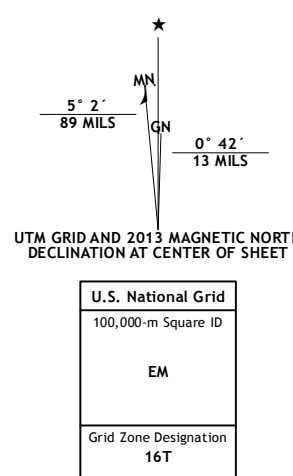 ★
MN
5° 2´
89 MILS
GN
0° 42´
13 MILS
UTM GRID AND 2013 MAGNETIC NORT
DECLINATION AT CENTER OF SHEET
U.S. National Grid
100,000-m Square ID
EM
Grid Zone Designation
16T